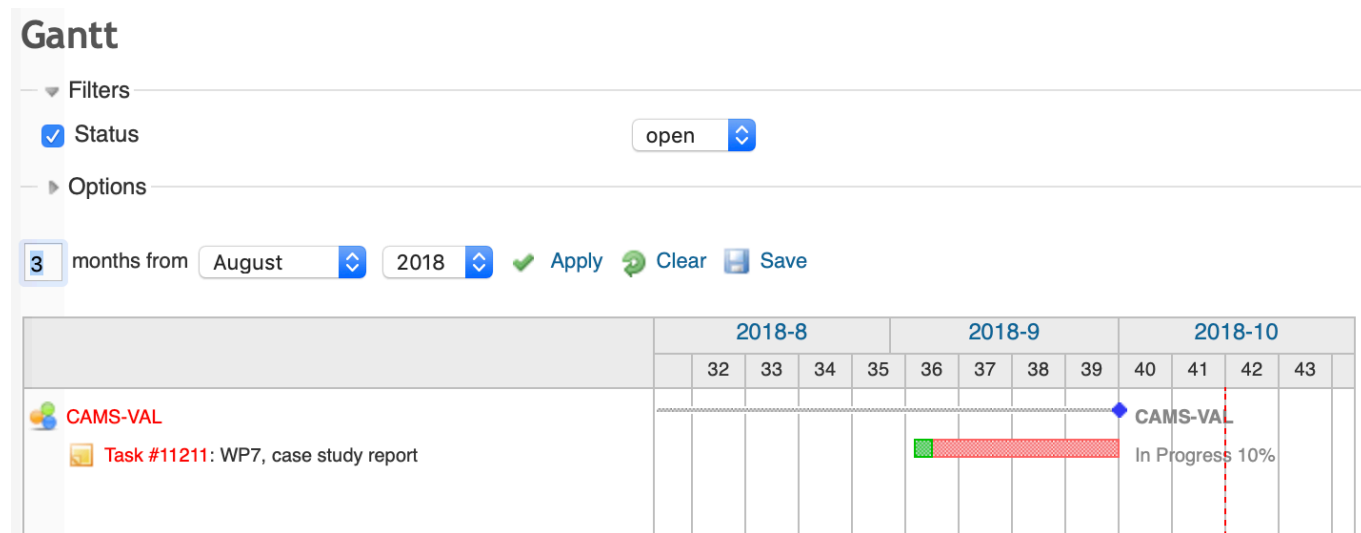 Gantt
Filters
Status open
Options
3 months from August 2018 Apply Clear Save
2018-8 2018-9 2018-10
32 33 34 35 36 37 38 39 40 41 42 43
CAMS-VAL CAMS-VAL
Task #11211: WP7, case study report In Progress 10%